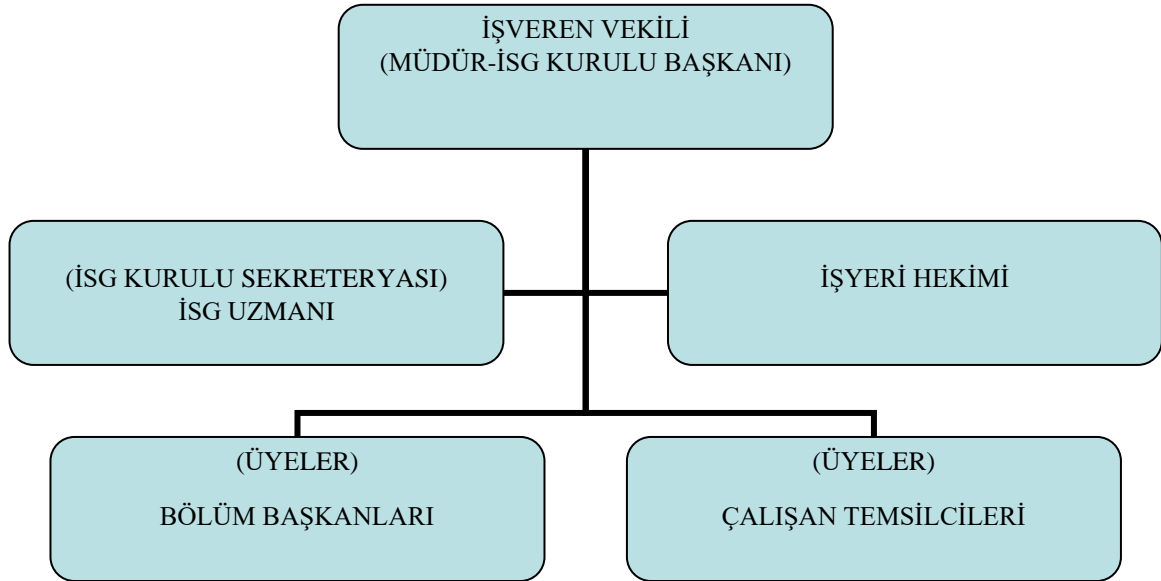 İŞVEREN VEKİLİ
(MÜDÜR-İSG KURULU BAŞKANI)
(İSG KURULU SEKRETERYASI)
İSG UZMANI
İŞYERİ HEKİMİ
(ÜYELER)
BÖLÜM BAŞKANLARI
(ÜYELER)
ÇALIŞAN TEMSİLCİLERİ